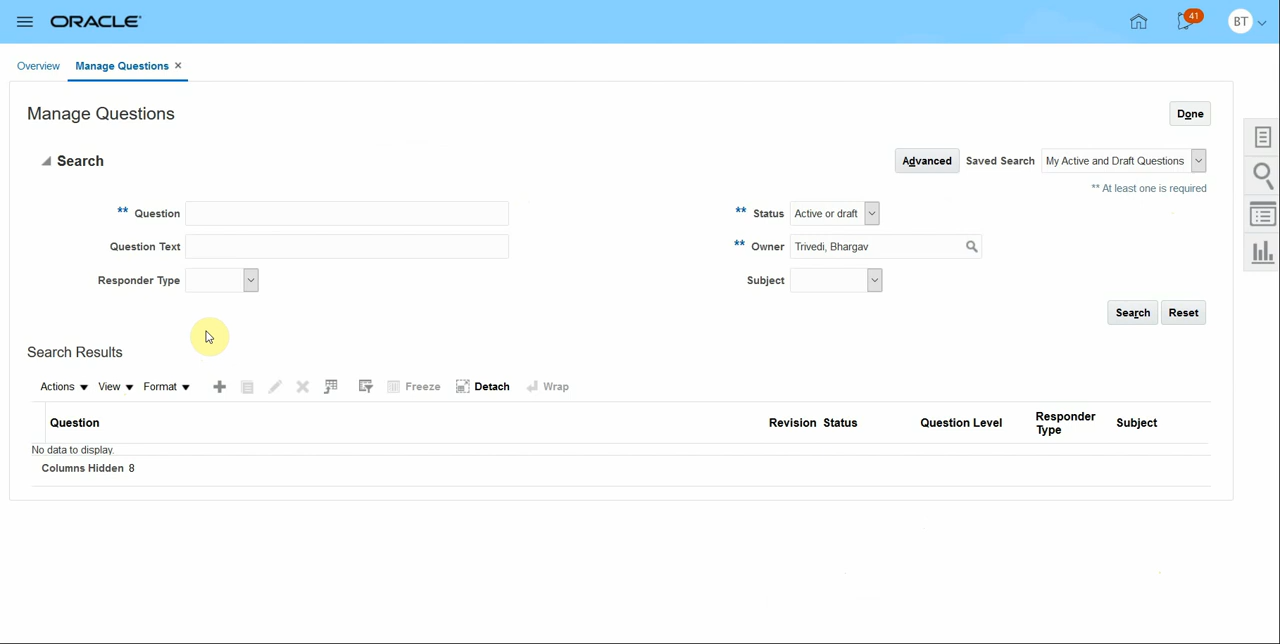 ORACLE
41
BT
Overview
Manage Questions
Manage Questions
Done
Search
Advanced Saved Search My Active and Draft Questions
** At least one is required
** Question
** Status Active or draft
Question Text
** Owner Trivedi, Bhargav
Responder Type
Subject
Search Reset
Search Results
Actions View Format Freeze Detach Wrap
Question Revision Status Question Level Responder Type Subject
No data to display.
Columns Hidden 8